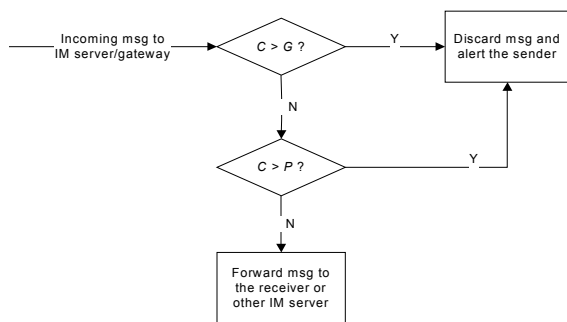 Incoming msg to
IM server/gateway
C > G ?
Y
Discard msg and
alert the sender
N
C > P ?
Y
N
Forward msg to
the receiver or
other IM server